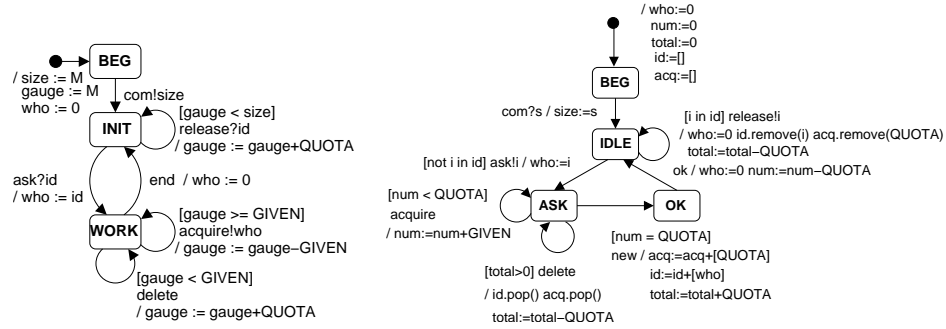 BEG
/ size := M
gauge := M
who := 0
com!size
INIT
[gauge < size]
release?id
/ gauge := gauge+QUOTA
ask?id
/ who := id
end / who := 0
WORK
[gauge >= GIVEN]
acquire!who
/ gauge := gauge−GIVEN
[gauge < GIVEN]
delete
/ gauge := gauge+QUOTA
/ who:=0
num:=0
total:=0
id:=[]
acq:=[]
BEG
com?s / size:=s
IDLE
[i in id] release!i
/ who:=0 id.remove(i) acq.remove(QUOTA)
total:=total−QUOTA
[not i in id] ask!i / who:=i
ok / who:=0 num:=num−QUOTA
[num < QUOTA]
acquire
/ num:=num+GIVEN
ASK
OK
[num = QUOTA]
new / acq:=acq+[QUOTA]
id:=id+[who]
total:=total+QUOTA
[total>0] delete
/ id.pop() acq.pop()
total:=total−QUOTA